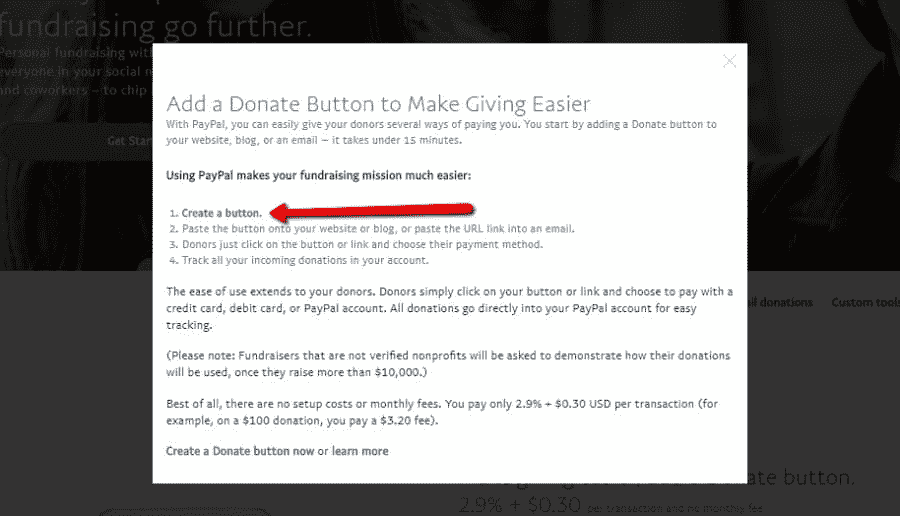 fundraising go further.
Personal fundraising with
everyone in your social
and coworkers – to chip
Get Star
Add a Donate Button to Make Giving Easier
With PayPal, you can easily give your donors several ways of paying you. You start by adding a Donate button to
your website, blog, or an email – it takes under 15 minutes.
Using PayPal makes your fundraising mission much easier:
1. Create a button.
2. Paste the button onto your website or blog, or paste the URL link into an email.
3. Donors just click on the button or link and choose their payment method.
4. Track all your incoming donations in your account.
The ease of use extends to your donors. Donors simply click on your button or link and choose to pay with a
credit card, debit card, or PayPal account. All donations go directly into your PayPal account for easy
tracking.
(Please note: Fundraisers that are not verified nonprofits will be asked to demonstrate how their donations
will be used, once they raise more than $10,000.)
Best of all, there are no setup costs or monthly fees. You pay only 2.9% + $0.30 USD per transaction (for
example, on a $100 donation, you pay a $3.20 fee).
Create a Donate button now or learn more
donations Custom tools
button.
2.9% + $0.30 per transaction and no monthly fee